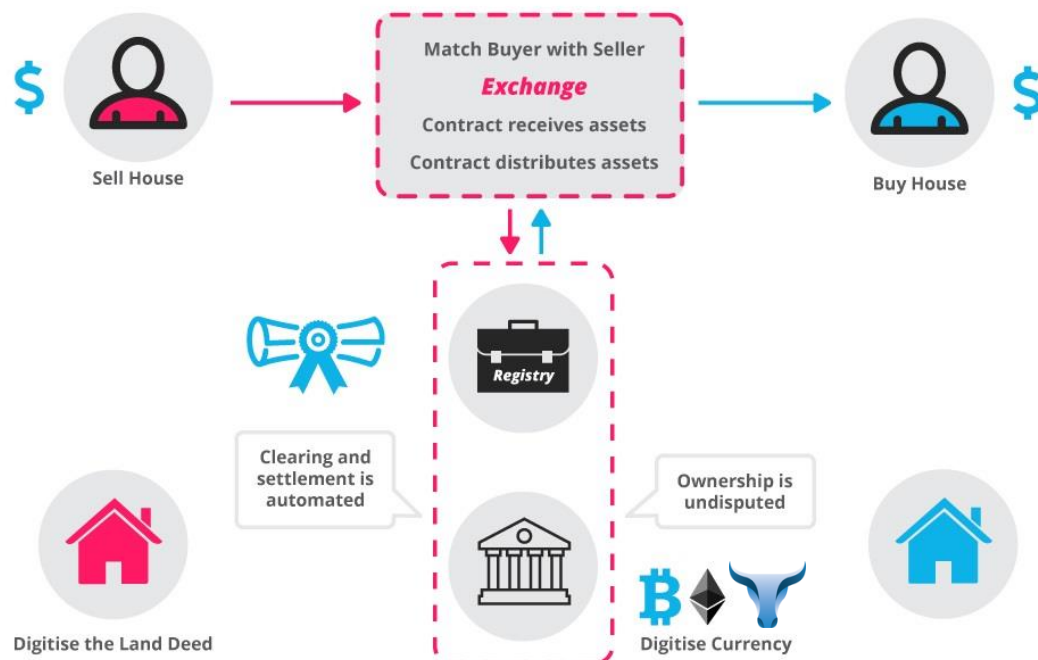 Match Buyer with Seller
Exchange
Contract receives assets
Contract distributes assets
$
$
Sell House
Buy House
Registry
Clearing and
settlement is
automated
Ownership is
undisputed
Digitise the Land Deed
Digitise Currency